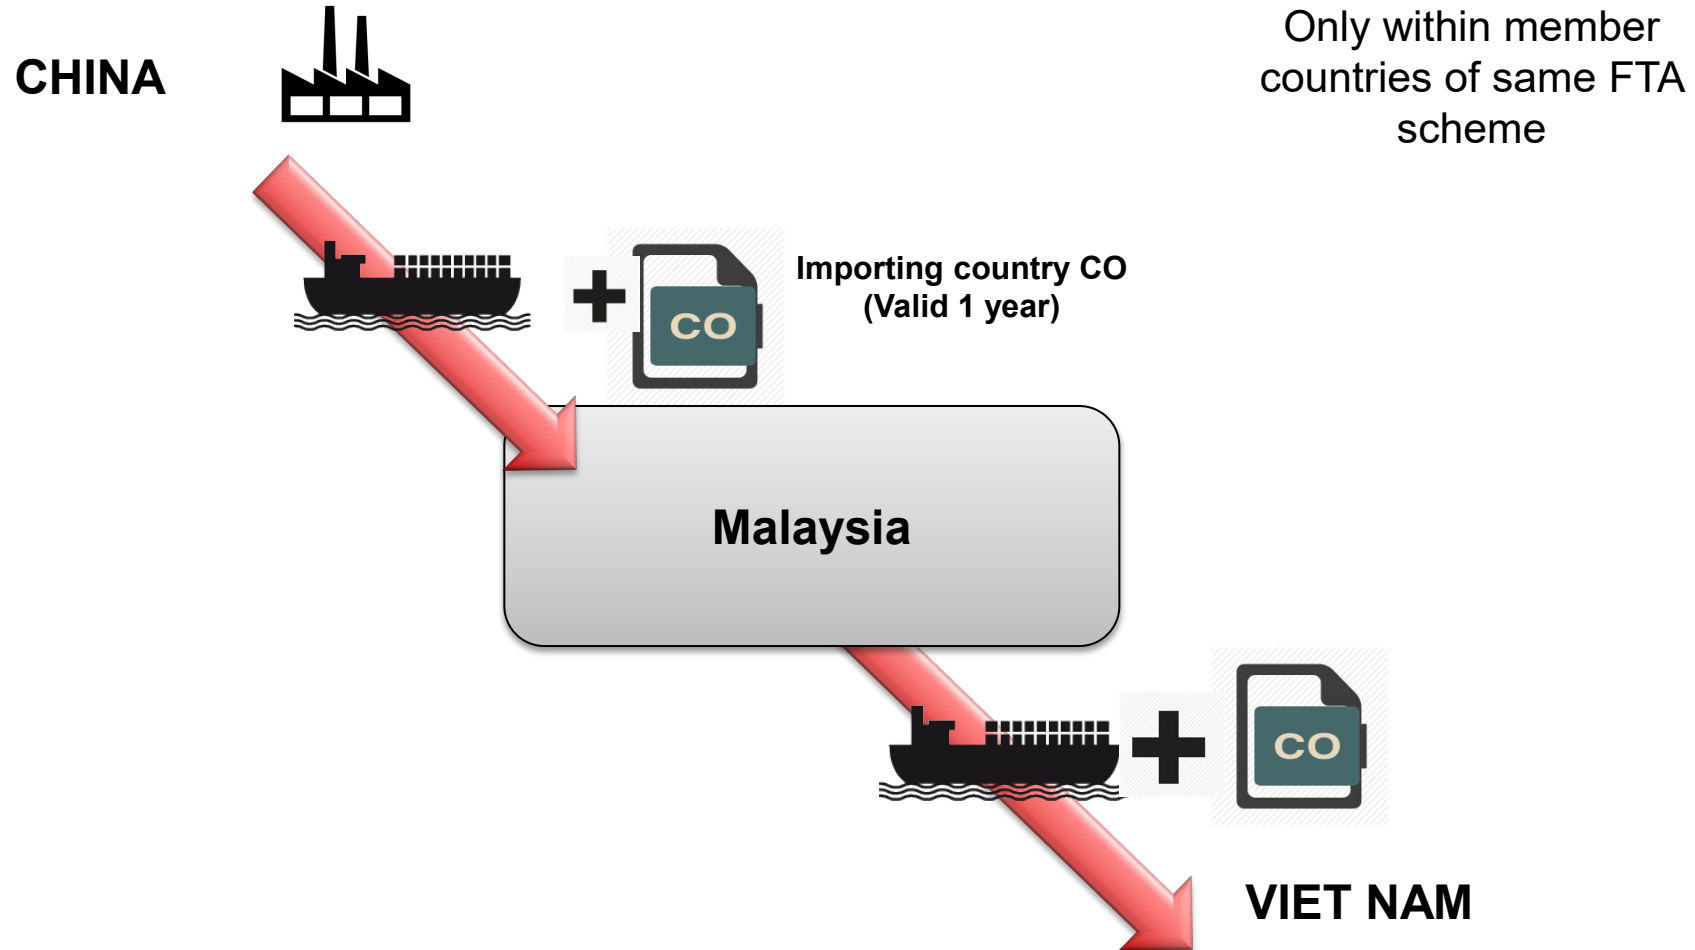 CHINA
Only within member
countries of same FTA
scheme
Importing country CO
(Valid 1 year)
CO
Malaysia
CO
VIET NAM